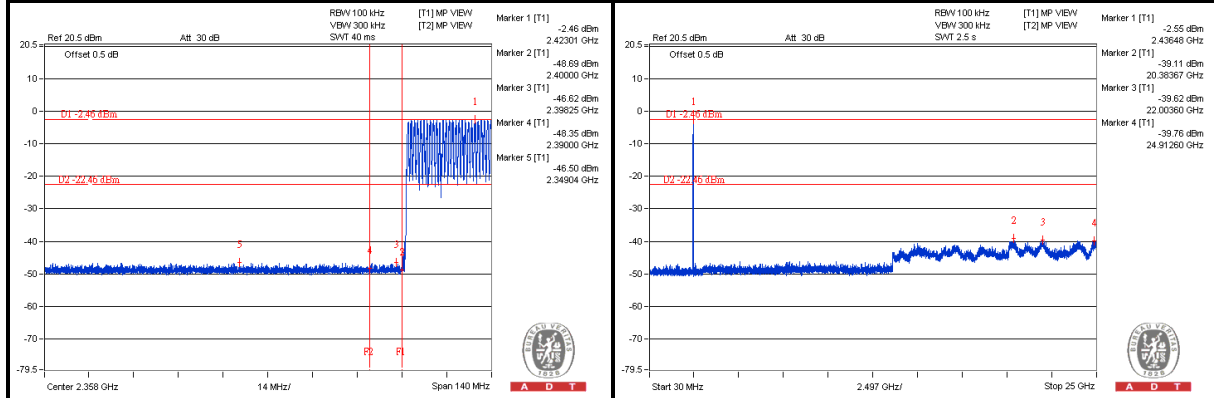 RBW 100 kHz [T1] MP VIEW
VBW 300 kHz [T2] MP VIEW
Ref 20.5 dBm Att 30 dB SWT 40 ms
20.5
Offset 0.5 dB
10
0
-10
-20
-30
-40
-50
-60
-70
-79.5
D1 -2.46 dBm
D2 -22.46 dBm
1
5
4
3
2
F2
F1
Center 2.358 GHz 14 MHz/ Span 140 MHz
Marker 1 [T1]
-2.46 dBm
2.42301 GHz
Marker 2 [T1]
-48.69 dBm
2.40000 GHz
Marker 3 [T1]
-46.62 dBm
2.39825 GHz
Marker 4 [T1]
-48.35 dBm
2.39000 GHz
Marker 5 [T1]
-46.50 dBm
2.34904 GHz
BUREAU VERITAS
1828
A D T
RBW 100 kHz [T1] MP VIEW
VBW 300 kHz [T2] MP VIEW
Ref 20.5 dBm Att 30 dB SWT 2.5 s
20.5
Offset 0.5 dB
10
0
-10
-20
-30
-40
-50
-60
-70
-79.5
D1 -2.46 dBm
D2 -22.46 dBm
1
2
3
4
Start 30 MHz 2.497 GHz/ Stop 25 GHz
Marker 1 [T1]
-2.55 dBm
2.43648 GHz
Marker 2 [T1]
-39.11 dBm
20.38367 GHz
Marker 3 [T1]
-39.62 dBm
22.00360 GHz
Marker 4 [T1]
-39.76 dBm
24.91260 GHz
BUREAU VERITAS
1828
A D T